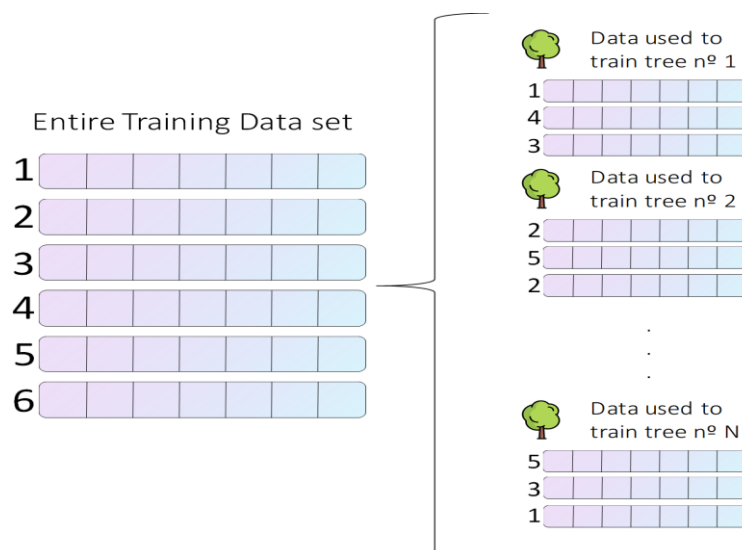 Entire Training Data set
1
2
3
4
5
6
Data used to
train tree nº 1
1
4
3
Data used to
train tree nº 2
2
5
2
.
.
.
Data used to
train tree nº N
5
3
1